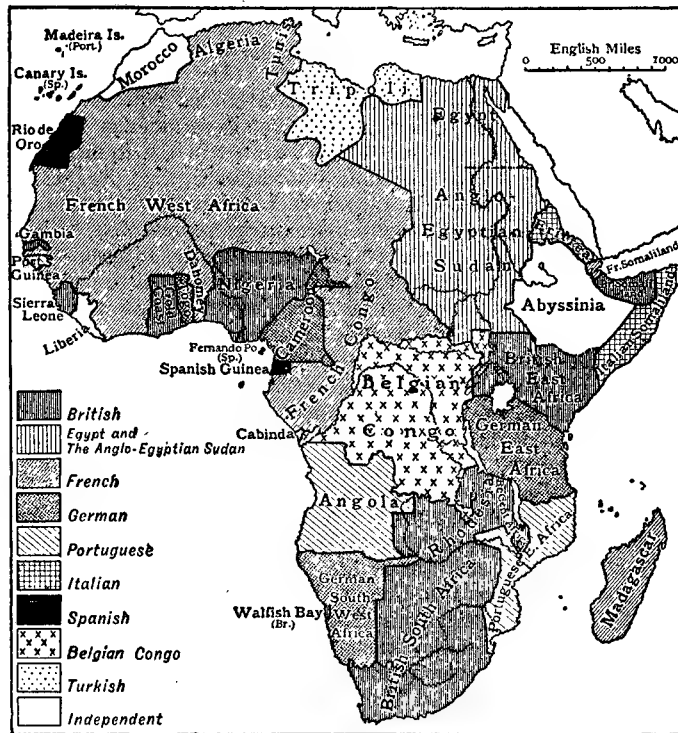 Madeira Is.
(Port.)
Canary Is.
(Sp.)
Rio de
Oro
Morocco
Algeria
Tunis
Tripoli
Egypt
English Miles
0 500 1000
French West Africa
Anglo-
Egyptian
Sudan
Eritrea
Fr. Somaliland
Italian Somaliland
Abyssinia
Gambia
Port.
Guinea
Sierra
Leone
Liberia
Gold
Coast
Togo
Dahomey
Nigeria
Cameroon
Fernando Po
(Sp.)
Spanish Guinea
French Congo
Belgian
Congo
British
East
Africa
German
East
Africa
Cabinda
Angola
Rhodesia
Portuguese E. Africa
Madagascar
German South
West
Africa
Walfish Bay
(Br.)
British South Africa
British
Egypt and
The Anglo-Egyptian Sudan
French
German
Portuguese
Italian
Spanish
Belgian Congo
Turkish
Independent